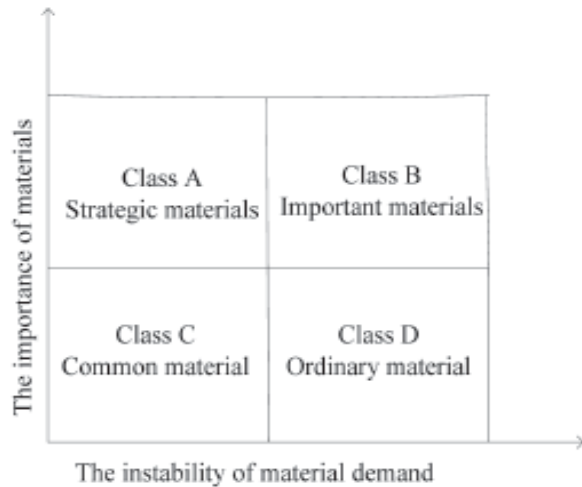 The importance of materials
Class A
Strategic materials
Class B
Important materials
Class C
Common material
Class D
Ordinary material
The instability of material demand